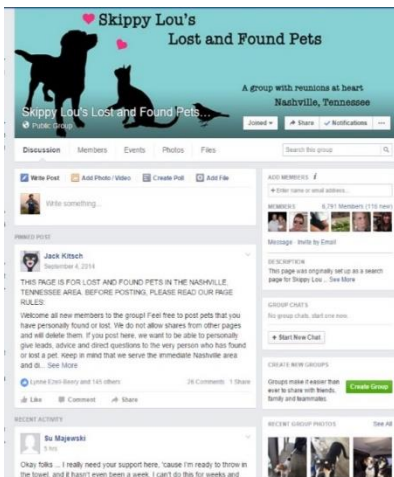 Skippy Lou's
Lost and Found Pets
A group with reunions at heart
Nashville, Tennessee
Skippy Lou's Lost and Found Pets...
Public Group
Joined
Share
Notifications
Discussion
Members
Events
Photos
Files
Search this group
Write Post
Add Photo / Video
Create Poll
Add File
Write something...
PINNED POST
Jack Kitsch
September 4, 2014
THIS PAGE IS FOR LOST AND FOUND PETS IN THE NASHVILLE,
TENNESSEE AREA. BEFORE POSTING, PLEASE READ OUR PAGE
RULES:
Welcome all new members to the group! Feel free to post pets that you
have personally found or lost. We do not allow shares from other pages
and will delete them. If you post here, we want to be able to personally
give leads, advice and direct questions to the very person who has found
or lost a pet. Keep in mind that we serve the immediate Nashville area
and di... See More
Lynne Ezell-Beery and 145 others
26 Comments 1 Share
Like
Comment
Share
RECENT ACTIVITY
Su Majewski
5 hrs
Okay folks ... I really need your support here, 'cause I'm ready to throw in
the towel, and it hasn't even been a week. I can't do this for weeks and
ADD MEMBERS
+ Enter name or email address...
MEMBERS
8,791 Members (116 new)
Message · Invite by Email
DESCRIPTION
This page was originally set up as a search
page for Skippy Lou ... See More
GROUP CHATS
No group chats, start one now.
+ Start New Chat
CREATE NEW GROUPS
Groups make it easier than
ever to share with friends,
family and teammates.
Create Group
RECENT GROUP PHOTOS
See All